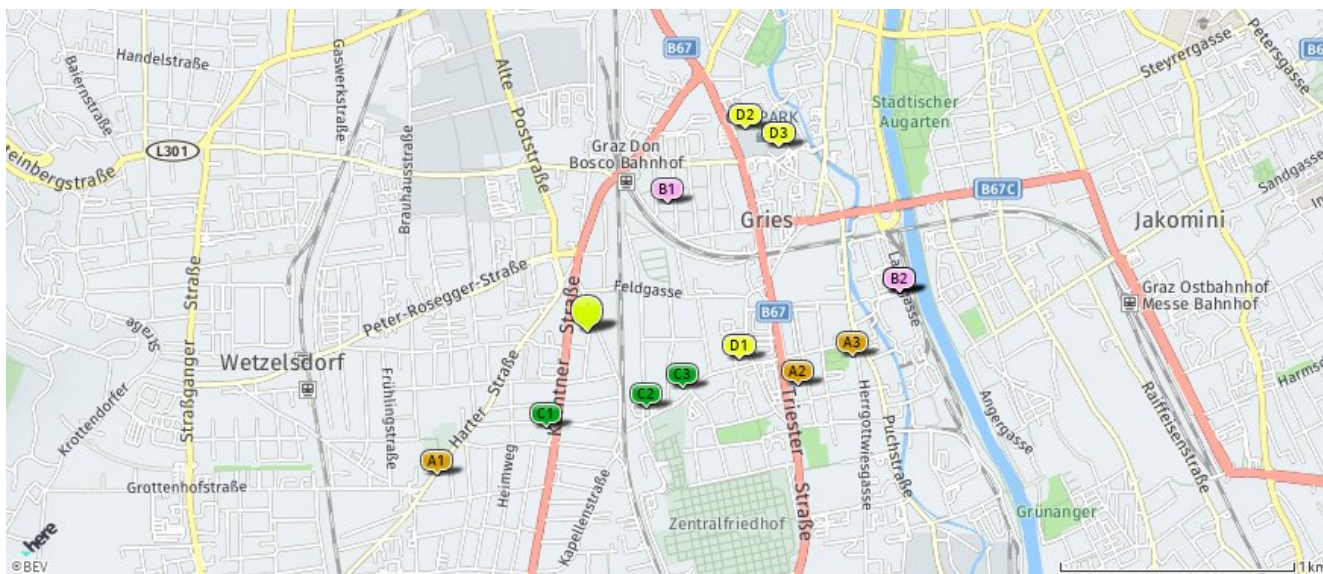 Handelstraße
Baiernstraße
Gaswerkstraße
Brauhausstraße
Alte
Poststraße
L301
Graz Don
Bosco Bahnhof
B67
D2
PARK
D3
Städtischer
Augarten
Steyrergasse
Petersgasse
Sandgasse
B67C
B1
Gries
Jakomini
B2
Graz Ostbahnhof
Messe Bahnhof
Feldgasse
Peter-Rosegger-Straße
Straßganger Straße
Wetzelsdorf
Krottendorfer
Straße
Frühlingstraße
Harter Straße
Straße
B67
D1
A3
A2
C3
C2
C1
A1
Heimweg
Grottenhofstraße
Kapellenstraße
Zentralfriedhof
Triester
Straße
Herrgottwiesgasse
Puchstraße
Angergasse
Raiffeisenstraße
Grünanger
here
©BEV